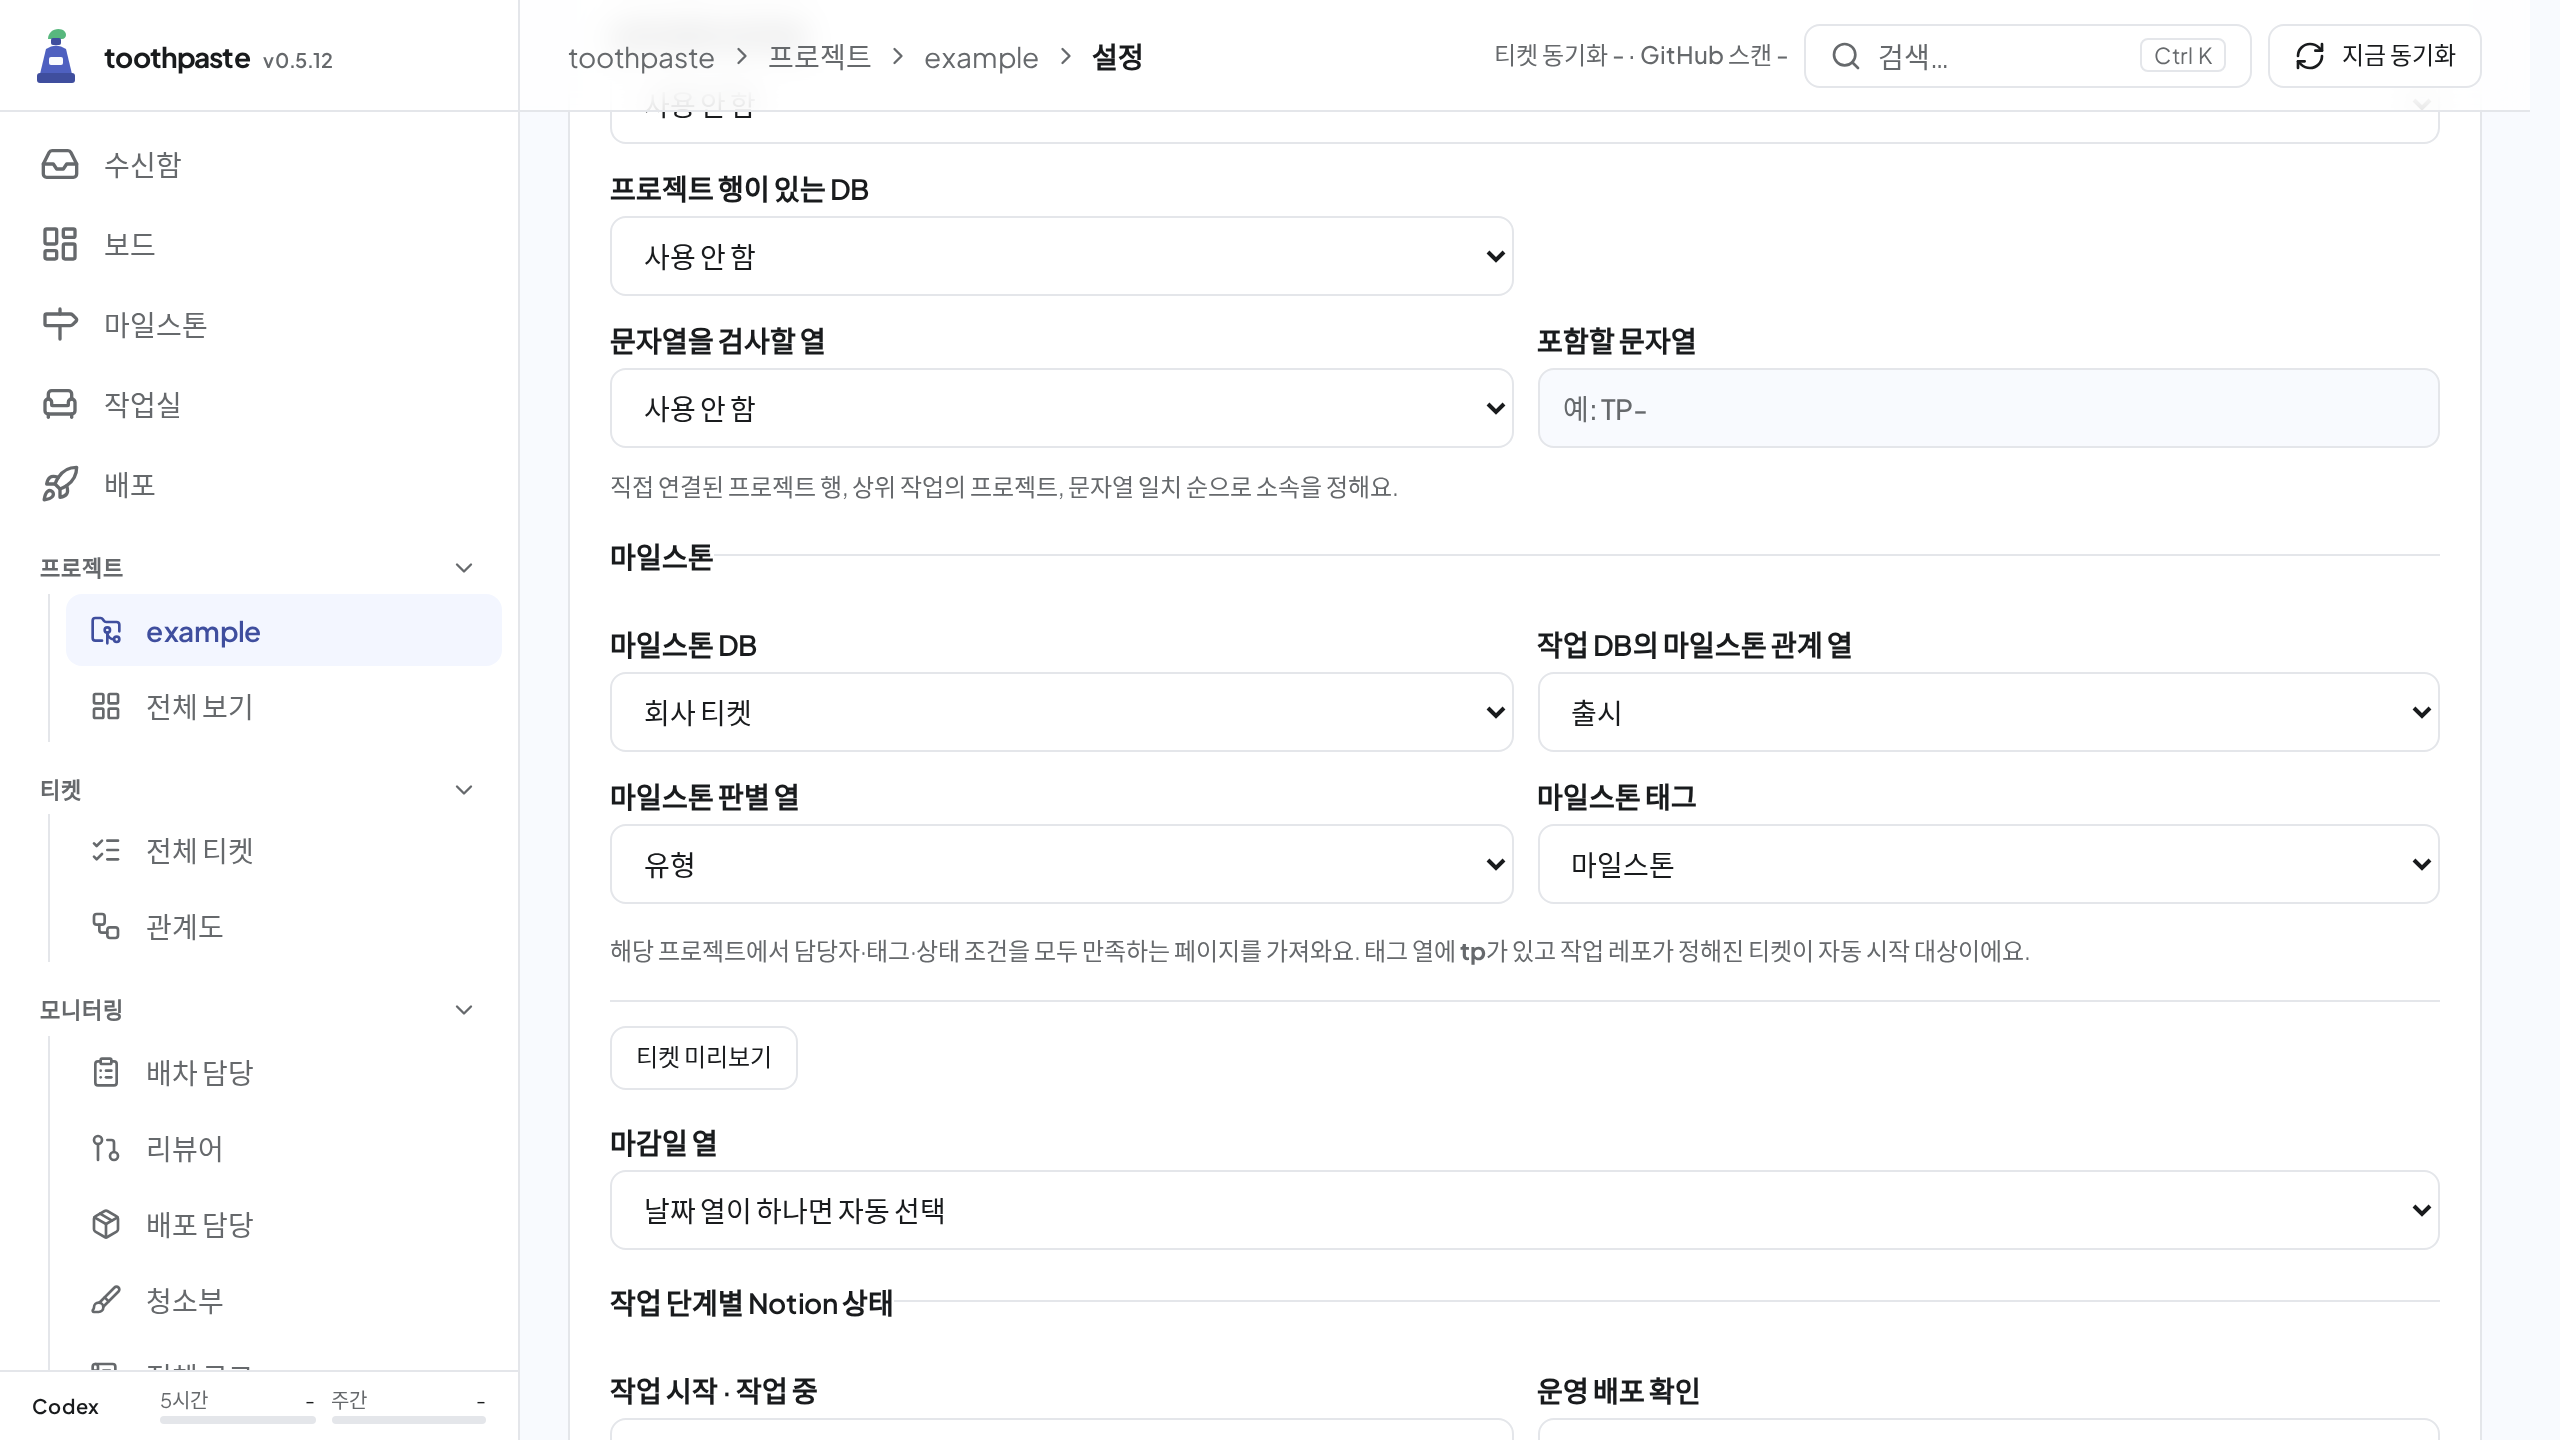 toothpaste v0.5.12
수신함
보드
마일스톤
작업실
배포
프로젝트
example
전체 보기
티켓
전체 티켓
관계도
모니터링
배차 담당
리뷰어
배포 담당
청소부
Codex
5시간 -
주간 -
toothpaste > 프로젝트 > example > 설정
티켓 동기화 - · GitHub 스캔 -
검색...
Ctrl K
지금 동기화
사용 안 함
프로젝트 행이 있는 DB
사용 안 함
문자열을 검사할 열
포함할 문자열
사용 안 함
예: TP-
직접 연결된 프로젝트 행, 상위 작업의 프로젝트, 문자열 일치 순으로 소속을 정해요.
마일스톤
마일스톤 DB
작업 DB의 마일스톤 관계 열
회사 티켓
출시
마일스톤 판별 열
마일스톤 태그
유형
마일스톤
해당 프로젝트에서 담당자·태그·상태 조건을 모두 만족하는 페이지를 가져와요. 태그 열에 tp가 있고 작업 레포가 정해진 티켓이 자동 시작 대상이에요.
티켓 미리보기
마감일 열
날짜 열이 하나면 자동 선택
작업 단계별 Notion 상태
작업 시작 · 작업 중
운영 배포 확인